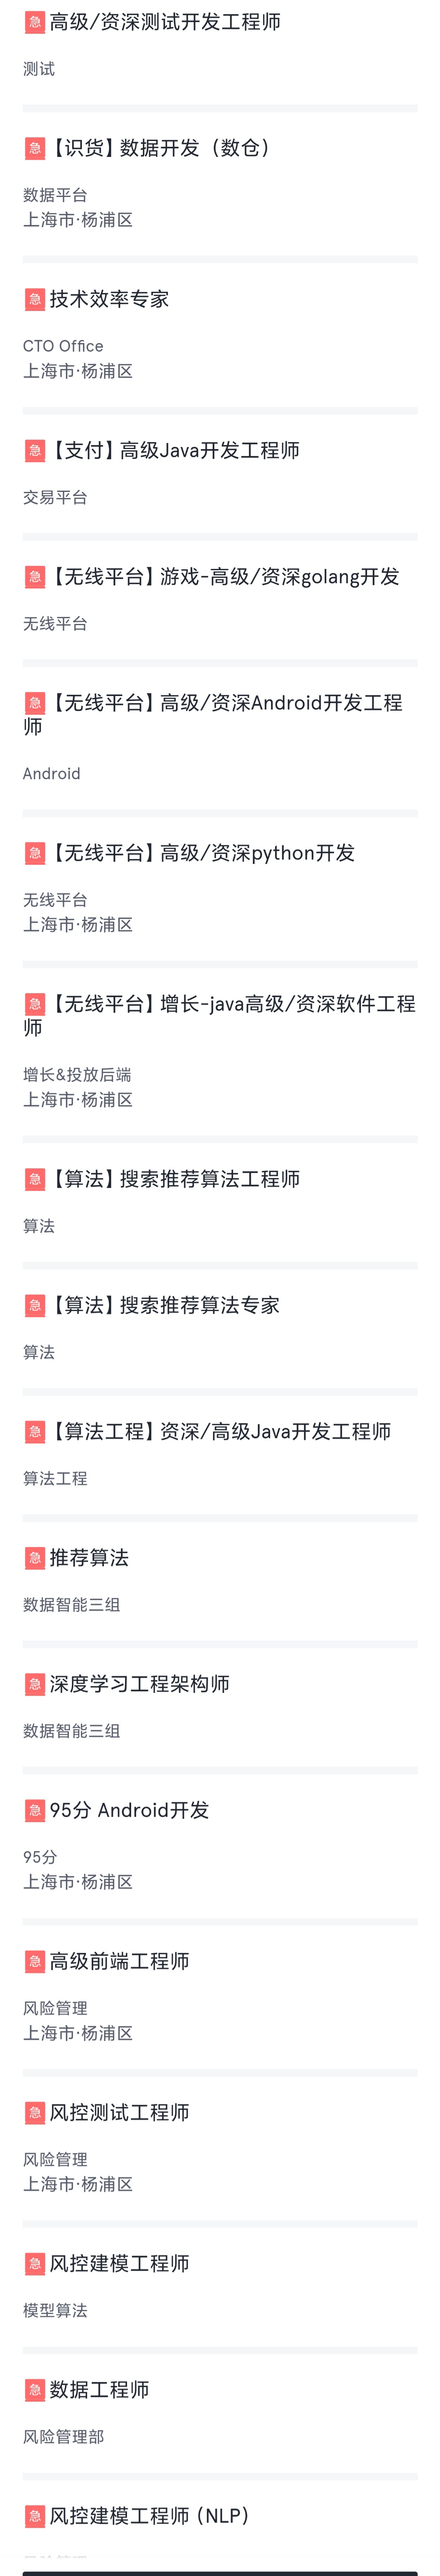 急 高级/资深测试开发工程师
测试
急【识货】数据开发（数仓）
数据平台
上海市·杨浦区
急 技术效率专家
CTO Office
上海市·杨浦区
急【支付】高级Java开发工程师
交易平台
急【无线平台】游戏-高级/资深golang开发
无线平台
急【无线平台】高级/资深Android开发工程
师
Android
急【无线平台】高级/资深python开发
无线平台
上海市·杨浦区
急【无线平台】增长-java高级/资深软件工程
师
增长&投放后端
上海市·杨浦区
急【算法】搜索推荐算法工程师
算法
急【算法】搜索推荐算法专家
算法
急【算法工程】资深/高级Java开发工程师
算法工程
急 推荐算法
数据智能三组
急 深度学习工程架构师
数据智能三组
急 95分 Android开发
95分
上海市·杨浦区
急 高级前端工程师
风险管理
上海市·杨浦区
急 风控测试工程师
风险管理
上海市·杨浦区
急 风控建模工程师
模型算法
急 数据工程师
风险管理部
急 风控建模工程师（NLP）